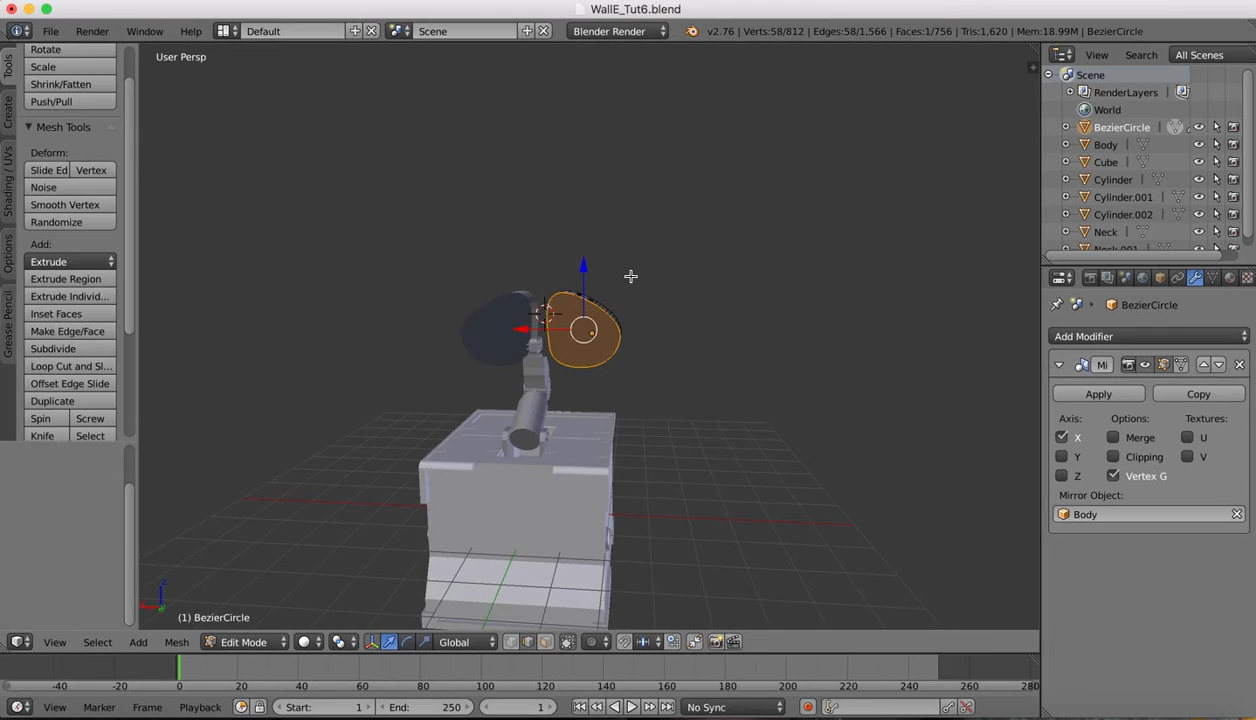 WallE_Tut6.blend
File Render Window Help Default Scene Blender Render v2.76 | Verts:58/812 | Edges:58/1,566 | Faces:1/756 | Tris:1,620 | Mem:18.99M | BezierCircle
View Search All Scenes
User Persp
Tools
Create
Shading / UVs
Options
Grease Pencil
Rotate
Scale
Shrink/Fatten
Push/Pull
Mesh Tools
Deform:
Slide Ed Vertex
Noise
Smooth Vertex
Randomize
Add:
Extrude
Extrude Region
Extrude Individ...
Inset Faces
Make Edge/Face
Subdivide
Loop Cut and Sl...
Offset Edge Slide
Duplicate
Spin Screw
Knife Select
Scene
RenderLayers
World
BezierCircle
Body
Cube
Cylinder
Cylinder.001
Cylinder.002
Neck
Neck.001
BezierCircle
Add Modifier
Mi
Apply Copy
Axis: Options: Textures:
X Merge U
Y Clipping V
Z Vertex G
Mirror Object:
Body
z
(1) BezierCircle
View Select Add Mesh Edit Mode Global
-40 -20 0 20 40 60 80 100 120 140 160 180 200 220 240 260 280
View Marker Frame Playback Start: 1 End: 250 1 No Sync